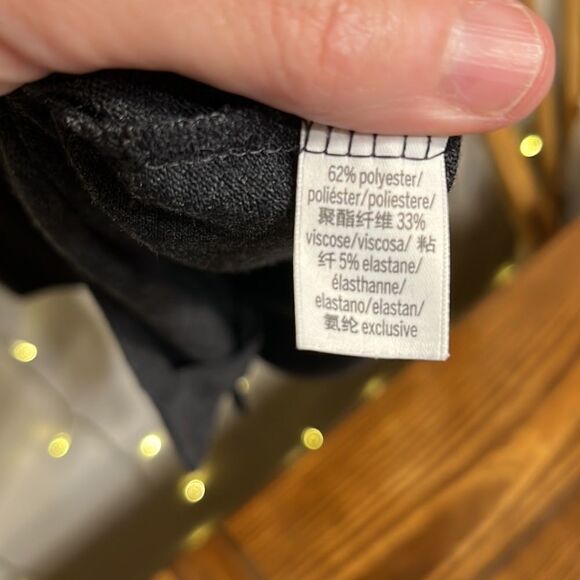 62% polyester/
poliéster/poliestere/
聚酯纤维 33%
viscose/viscosa/ 粘
纤 5% elastane/
élasthanne/
elastano/elastan/
氨纶 exclusive